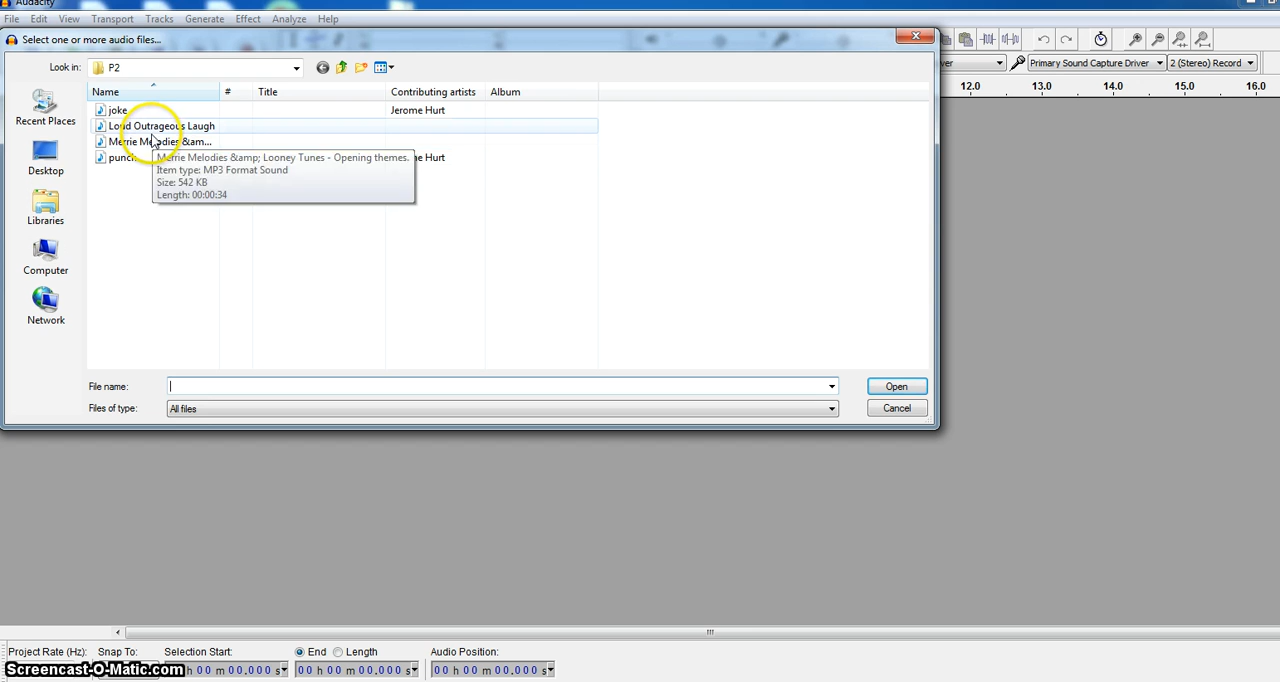 Audacity
File Edit View Transport Tracks Generate Effect Analyze Help
Select one or more audio files...
Look in: P2
Primary Sound Capture Driver 2 (Stereo) Record
12.0 13.0 14.0 15.0 16.0
Name # Title Contributing artists Album
joke Jerome Hurt
Loud Outrageous Laugh
Merrie Melodies &am...
Merrie Melodies &amp; Looney Tunes - Opening themes.
Item type: MP3 Format Sound
Size: 542 KB
Length: 00:00:34
Recent Places
Desktop
Libraries
Computer
Network
File name: Open
Files of type: All files Cancel
Project Rate (Hz): Snap To: Selection Start: End Length Audio Position:
Screencast-O-Matic.com h 00 m 00.000 s 00 h 00 m 00.000 s 00 h 00 m 00.000 s